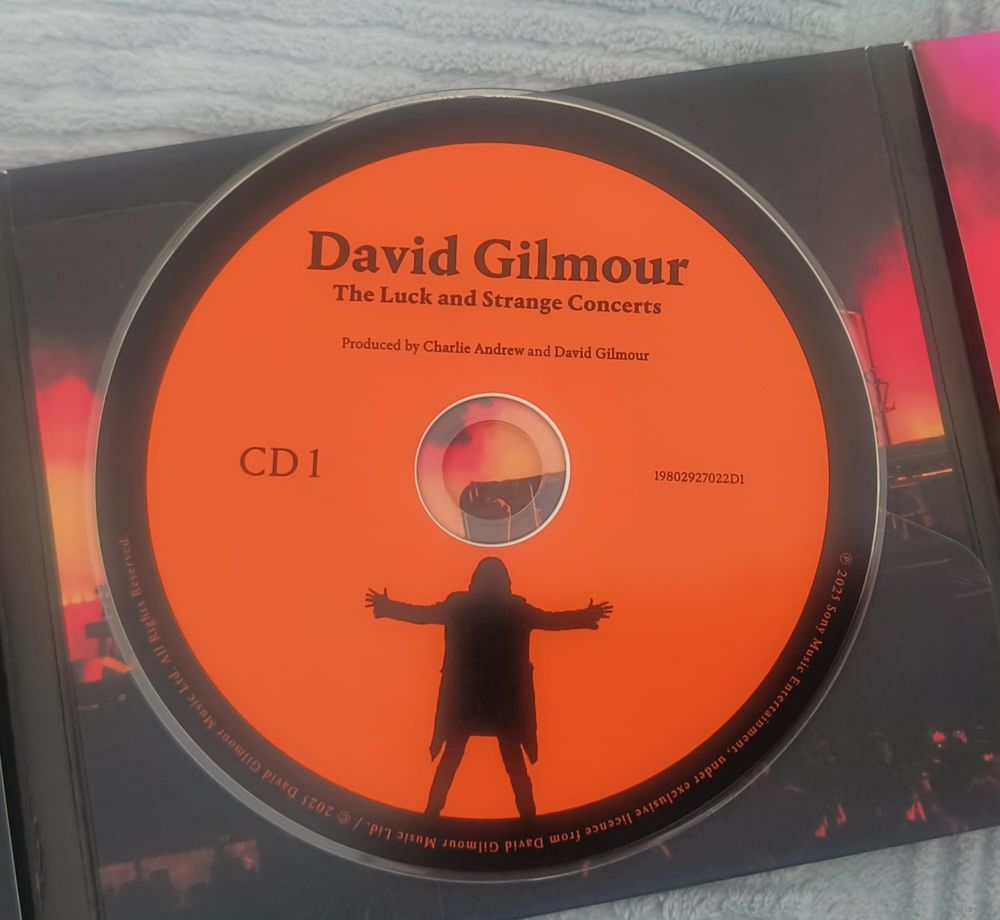 David Gilmour
The Luck and Strange Concerts
Produced by Charlie Andrew and David Gilmour
CD 1
19802927022D1
℗ 2025 Sony Music Entertainment, under exclusive licence from David Gilmour Music Ltd. / © 2025 David Gilmour Music Ltd. All Rights Reserved